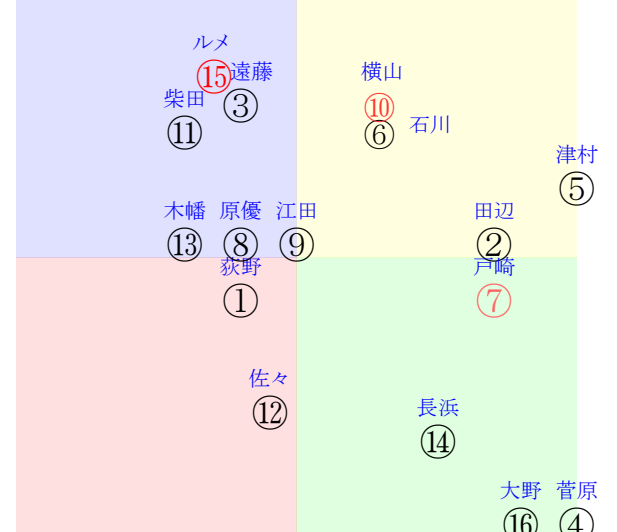 ルメ
⑮
遠藤
③
柴田
⑪
横山
⑩
⑥
石川
津村
⑤
木幡
⑬
原優
⑧
江田
⑨
田辺
②
荻野
①
戸崎
⑦
佐々
⑫
長浜
⑭
大野
⑯
菅原
④